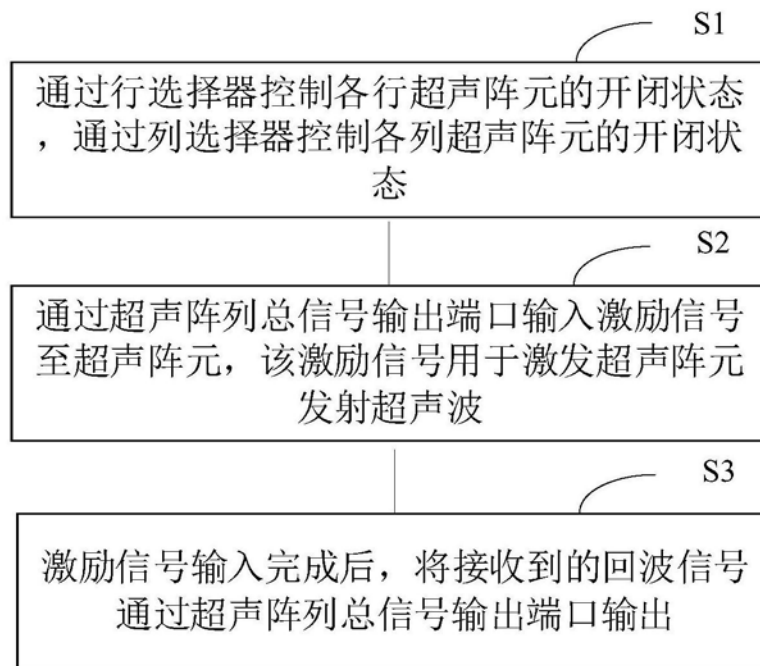 S1
通过行选择器控制各行超声阵元的开闭状态
，通过列选择器控制各列超声阵元的开闭状
态
S2
通过超声阵列总信号输出端口输入激励信号
至超声阵元，该激励信号用于激发超声阵元
发射超声波
S3
激励信号输入完成后，将接收到的回波信号
通过超声阵列总信号输出端口输出